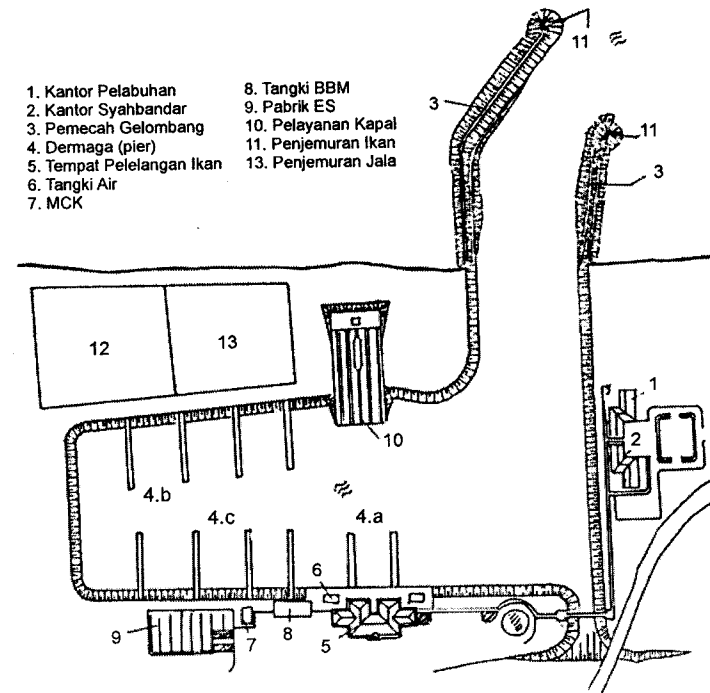 1. Kantor Pelabuhan
2. Kantor Syahbandar
3. Pemecah Gelombang
4. Dermaga (pier)
5. Tempat Pelelangan Ikan
6. Tangki Air
7. MCK
8. Tangki BBM
9. Pabrik ES
10. Pelayanan Kapal
11. Penjemuran Ikan
13. Penjemuran Jala
11
3
11
3
12
13
10
1
2
4.b
4.c
4.a
6
9
7
8
5